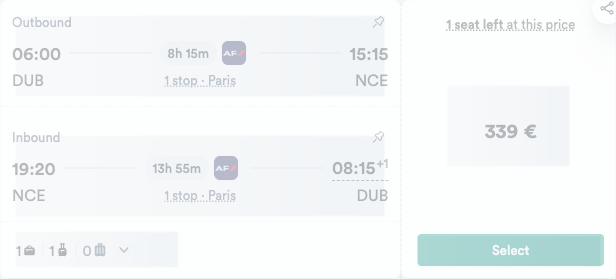 Outbound
06:00 8h 15m AF 15:15
DUB 1 stop · Paris NCE
Inbound
19:20 13h 55m AF 08:15+1
NCE 1 stop · Paris DUB
1 1 0
1 seat left at this price
339 €
Select